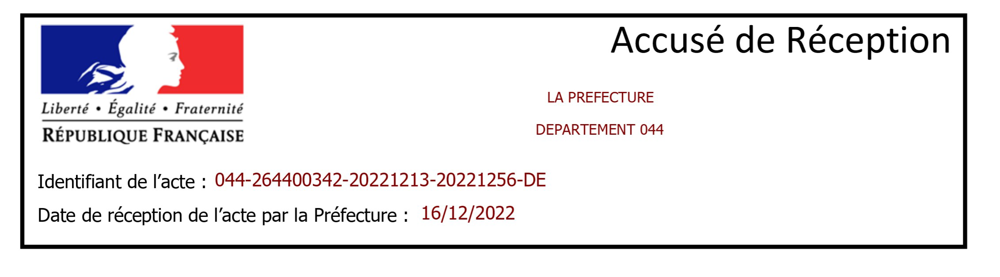 Accusé de Réception
Liberté • Égalité • Fraternité
RÉPUBLIQUE FRANÇAISE
LA PREFECTURE
DEPARTEMENT 044
Identifiant de l’acte : 044-264400342-20221213-20221256-DE
Date de réception de l’acte par la Préfecture : 16/12/2022